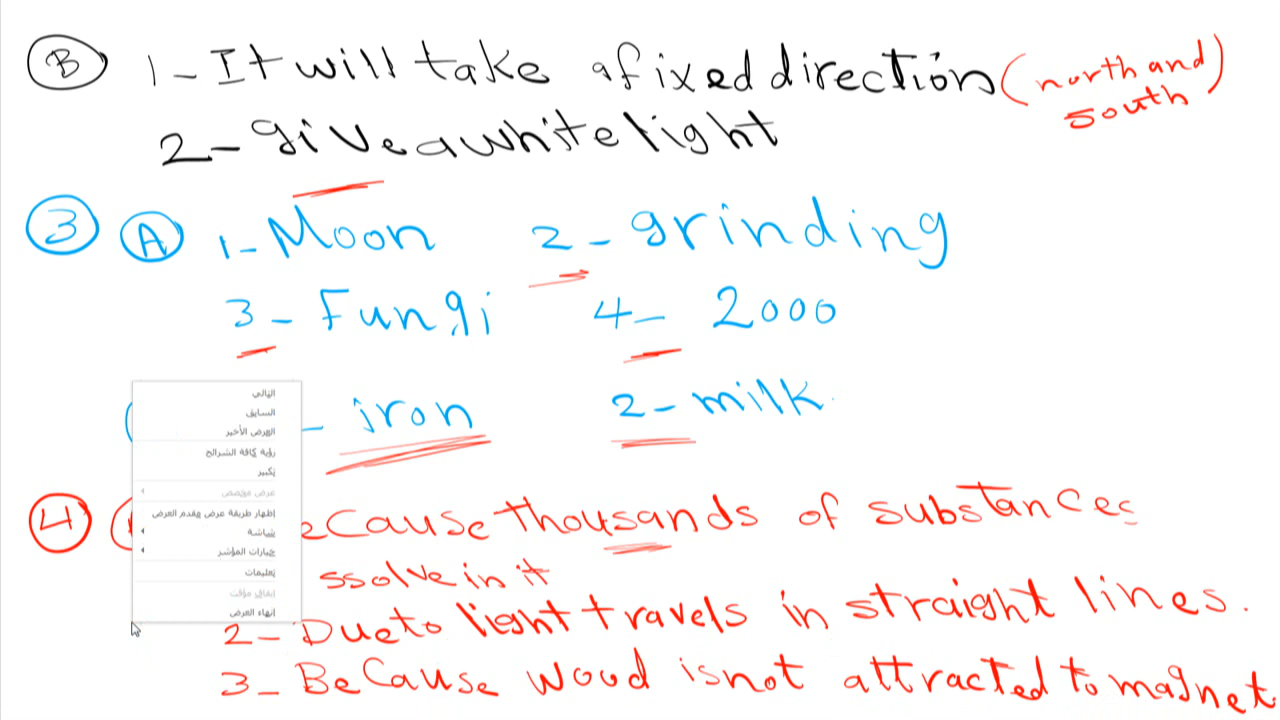 B 1- It will take a fixed direction (north and
south)
2- give a white light
3 A 1- Moon 2- grinding
3- Fungi 4- 2000
- iron 2- milk
التالي
السابق
العرض الأخير
رؤية كافة الشرائح
تكبير
عرض مخصص
إظهار طريقة عرض مقدم العرض
شاشة
خيارات المؤشر
تعليمات
إيقاف مؤقت
إنهاء العرض
4 ecause thousands of substances
ssolve in it
2- Due to light travels in straight lines.
3- Because wood is not attracted to magnet